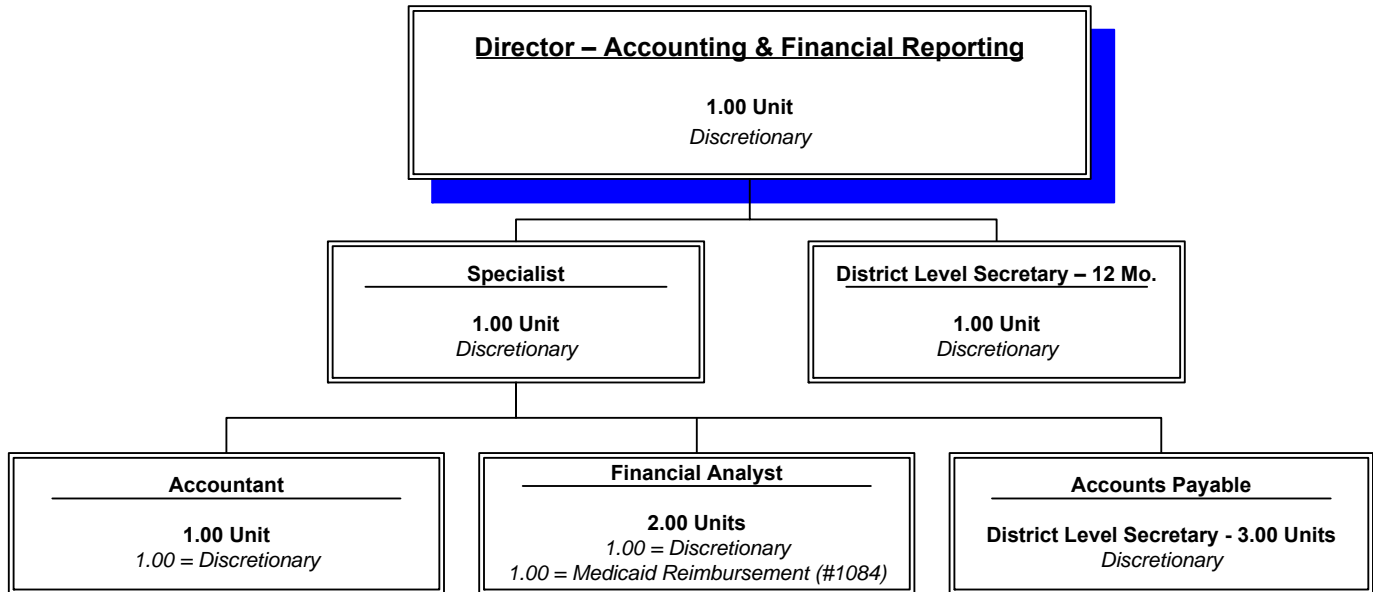 Director – Accounting & Financial Reporting
1.00 Unit
Discretionary
Specialist
1.00 Unit
Discretionary
District Level Secretary – 12 Mo.
1.00 Unit
Discretionary
Accountant
1.00 Unit
1.00 = Discretionary
Financial Analyst
2.00 Units
1.00 = Discretionary
1.00 = Medicaid Reimbursement (#1084)
Accounts Payable
District Level Secretary - 3.00 Units
Discretionary